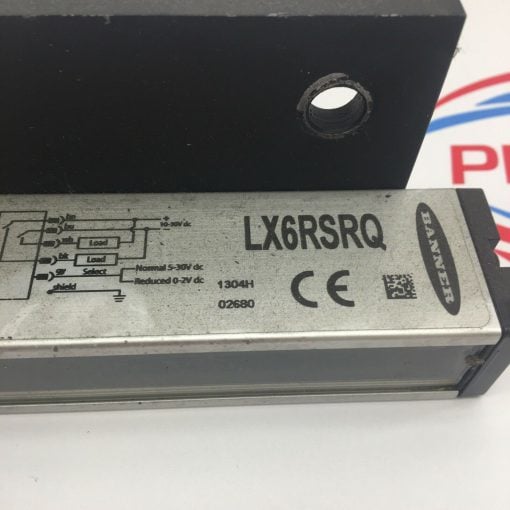 LX6RSRQ
BANNER
bn
bu
wh Load
bk Load
gy Select
shield
+
10-30V dc
Normal 5-30V dc
Reduced 0-2V dc
1304H
02680
CE